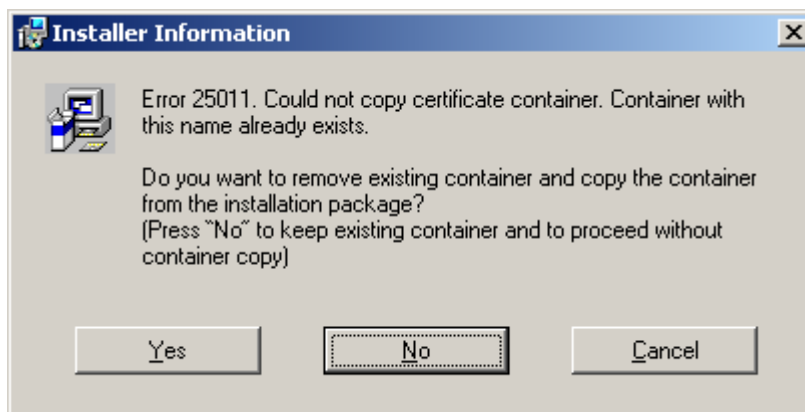 Installer Information
Error 25011. Could not copy certificate container. Container with
this name already exists.
Do you want to remove existing container and copy the container
from the installation package?
(Press "No" to keep existing container and to proceed without
container copy)
Yes
No
Cancel